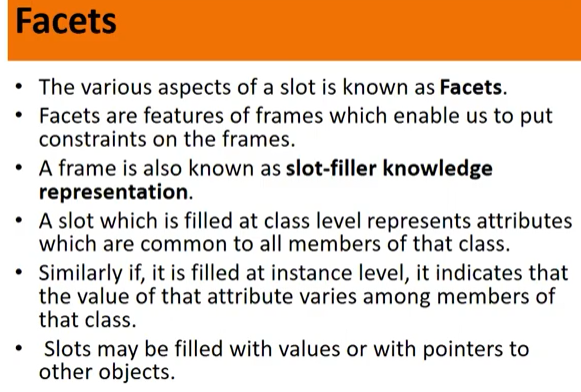 Facets
• The various aspects of a slot is known as Facets.
• Facets are features of frames which enable us to put
constraints on the frames.
• A frame is also known as slot-filler knowledge
representation.
• A slot which is filled at class level represents attributes
which are common to all members of that class.
• Similarly if, it is filled at instance level, it indicates that
the value of that attribute varies among members of
that class.
• Slots may be filled with values or with pointers to
other objects.